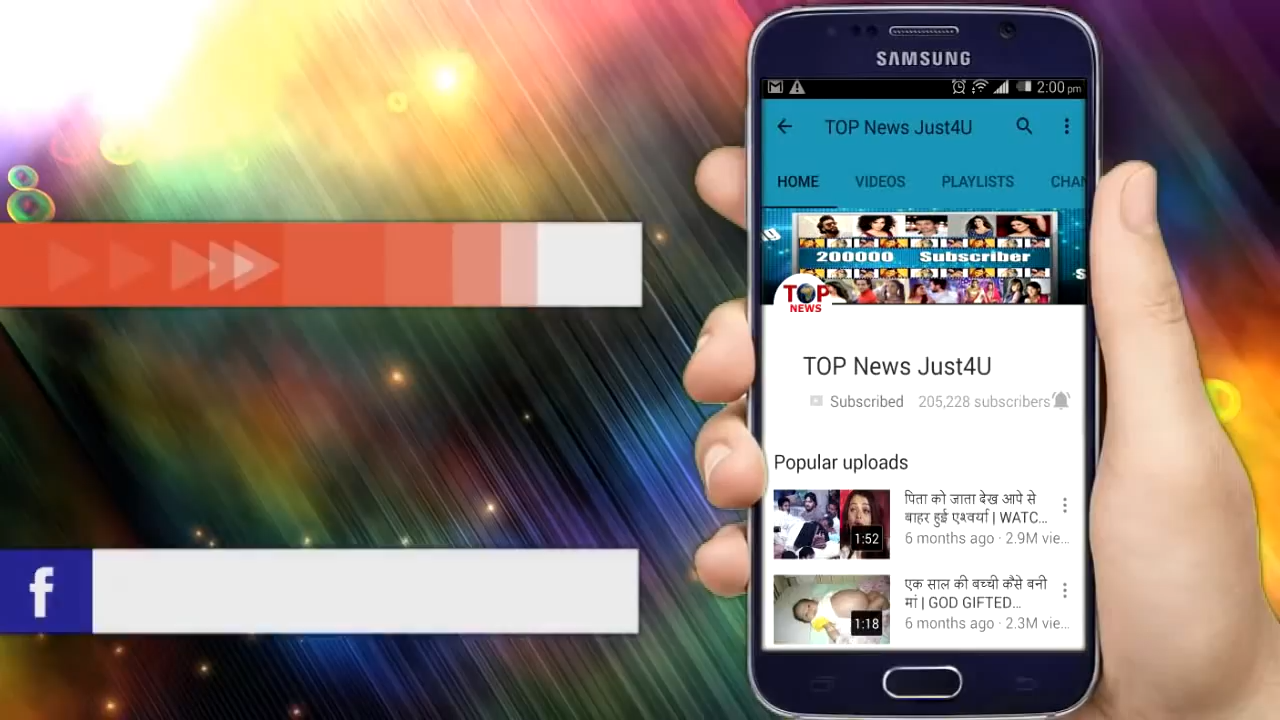 SAMSUNG
2:00 pm
TOP News Just4U
HOME VIDEOS PLAYLISTS CHAN
200000 Subscriber
TOP
NEWS
TOP News Just4U
Subscribed 205,228 subscribers
Popular uploads
पिता को जाता देख आपे से
बाहर हुई एश्वर्या | WATC...
6 months ago · 2.9M vie...
1:52
एक साल की बच्ची कैसे बनी
मां | GOD GIFTED...
6 months ago · 2.3M vie...
1:18
f